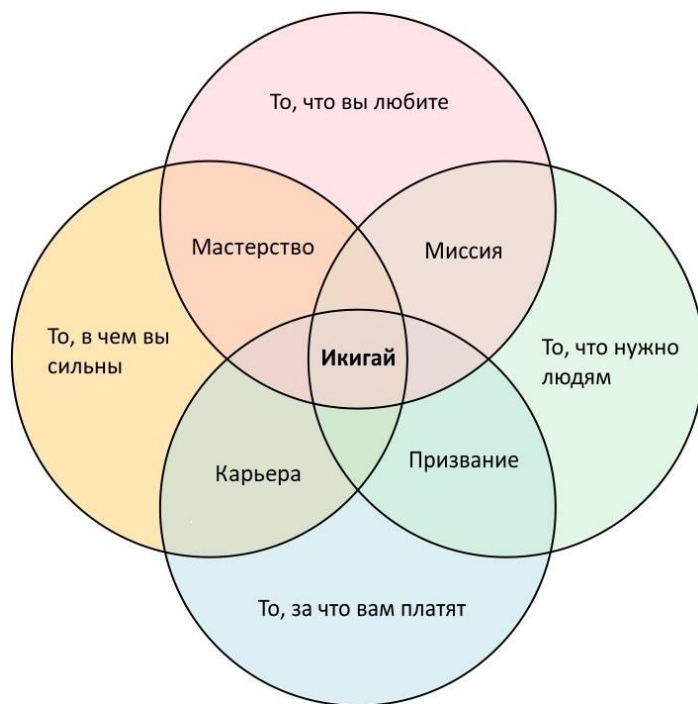 То, что вы любите
Мастерство
Миссия
То, в чем вы
сильны
Икигай
То, что нужно
людям
Карьера
Призвание
То, за что вам платят